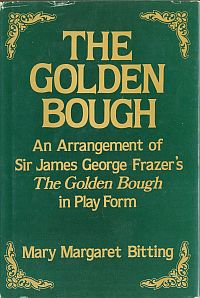 THE
GOLDEN
BOUGH
An Arrangement of
Sir James George Frazer's
The Golden Bough
in Play Form
Mary Margaret Bitting